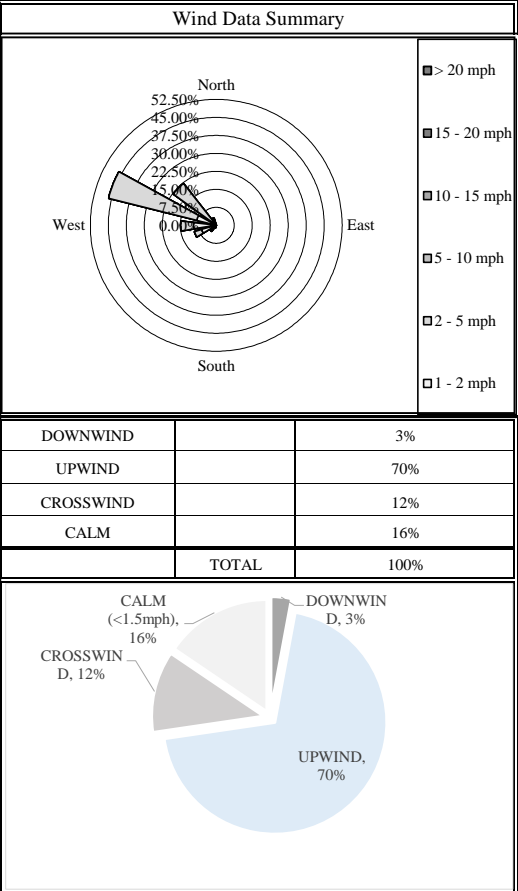 Wind Data Summary
North
52.50%
45.00%
37.50%
30.00%
22.50%
15.00%
7.50%
0.00%
West
East
South
> 20 mph
15 - 20 mph
10 - 15 mph
5 - 10 mph
2 - 5 mph
1 - 2 mph
DOWNWIND 3%
UPWIND 70%
CROSSWIND 12%
CALM 16%
TOTAL 100%
CALM
(<1.5mph),
16%
DOWNWIN
D, 3%
CROSSWIN
D, 12%
UPWIND,
70%